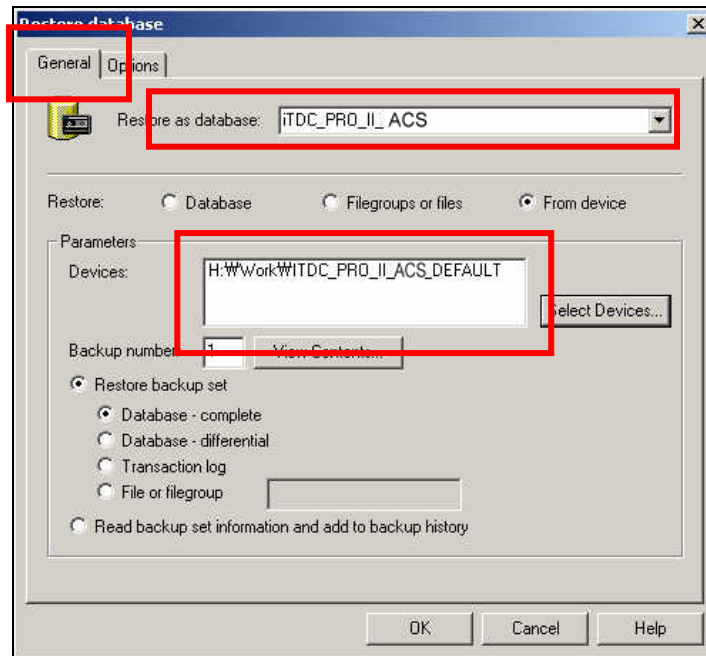 Restore database
General Options
Restore as database: iTDC_PRO_II_ ACS
Restore: Database Filegroups or files From device
Parameters
Devices: H:₩Work₩ITDC_PRO_II_ACS_DEFAULT
Select Devices...
Backup number: 1 View Contents...
Restore backup set
Database - complete
Database - differential
Transaction log
File or filegroup
Read backup set information and add to backup history
OK Cancel Help